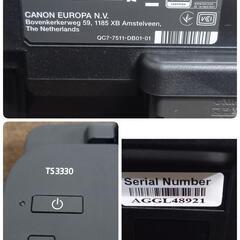 CANON EUROPA N.V.
Bovenkerkerweg 59, 1185 XB Amstelveen,
The Netherlands
QC7-7511-DB01-01
TS3330
Serial Number
AGGL48921